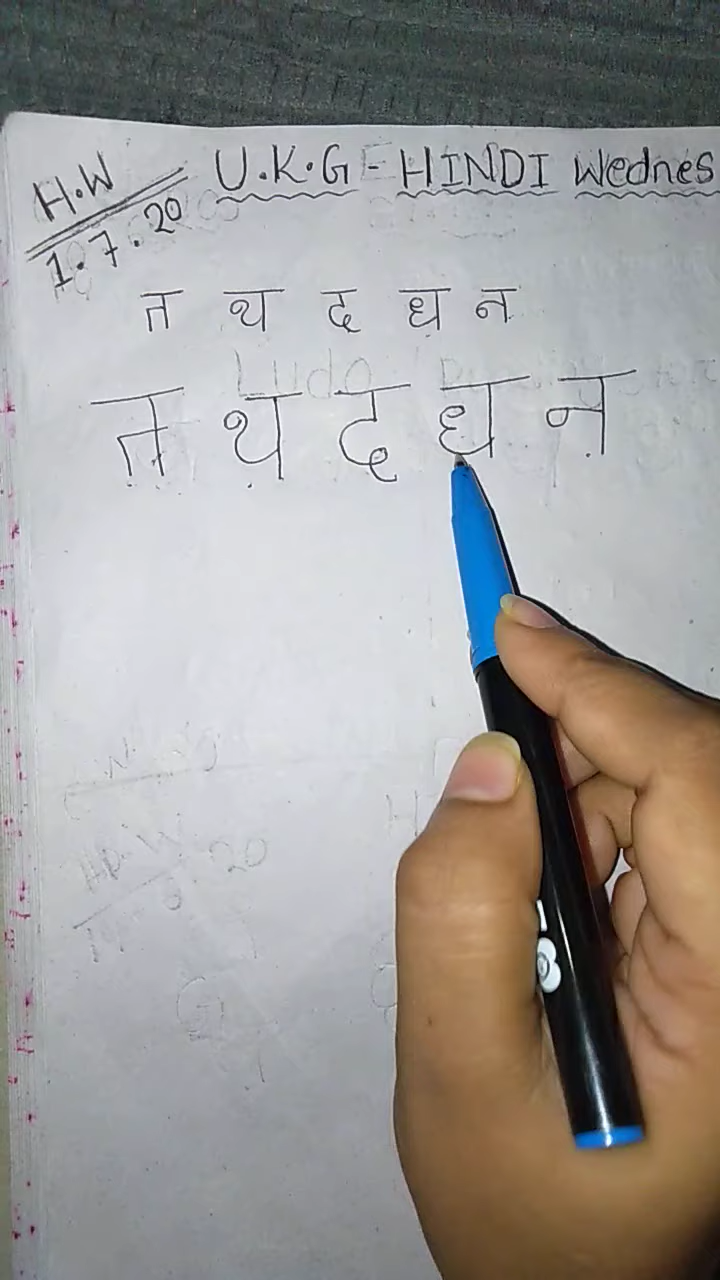 H.W U.K.G - HINDI Wednes
1.7.20
त थ द ध न
त थ द ध न